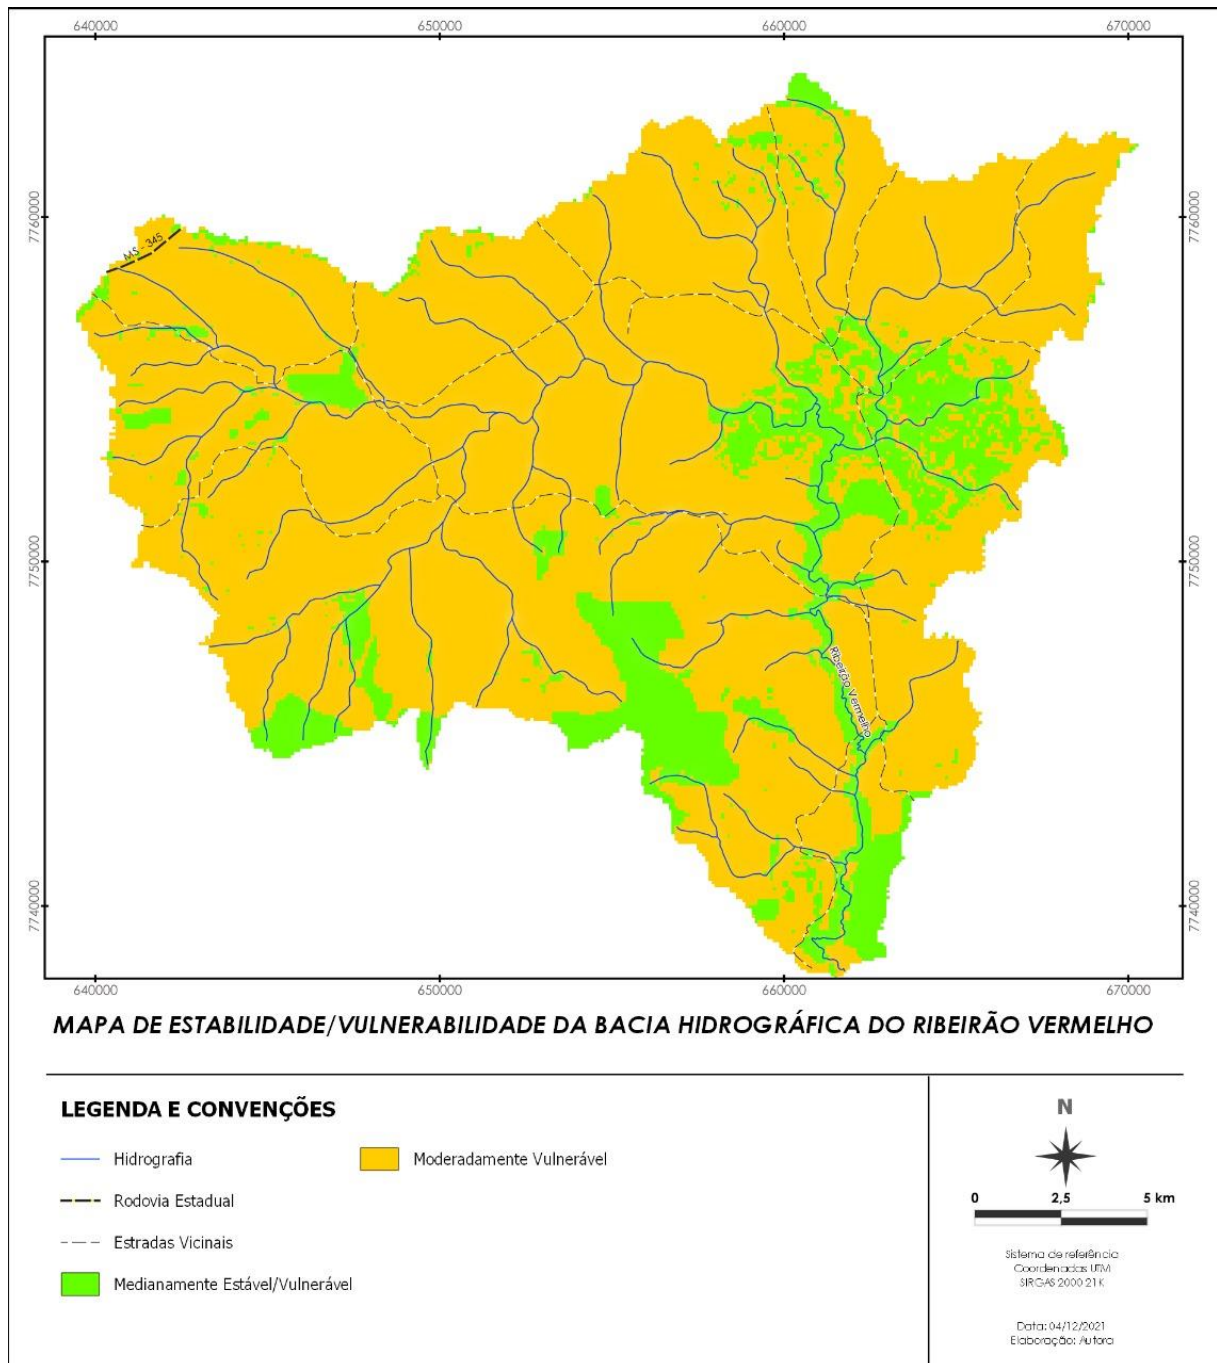 640000 650000 660000 670000
7760000 7760000
MS - 345
7750000 7750000
Ribeirão Vermelho
7740000 7740000
640000 650000 660000 670000
MAPA DE ESTABILIDADE/VULNERABILIDADE DA BACIA HIDROGRÁFICA DO RIBEIRÃO VERMELHO
LEGENDA E CONVENÇÕES
Hidrografia
Moderadamente Vulnerável
Rodovia Estadual
Estradas Vicinais
Medianamente Estável/Vulnerável
N
0 2,5 5 km
Sistema de referência
Coordenadas UTM
SIRGAS 2000 21K
Data: 04/12/2021
Elaboração: Autora